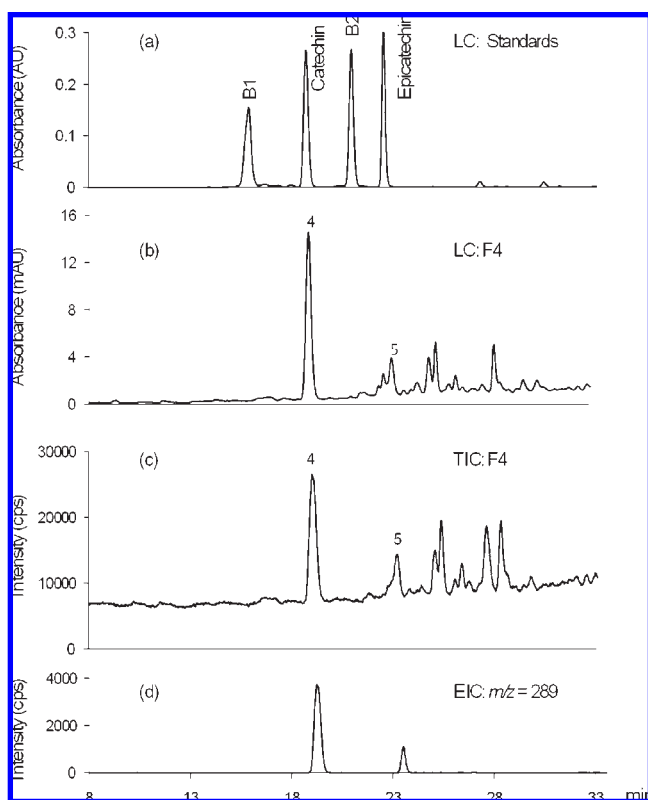 (a)
LC: Standards
Absorbance (AU)
0.3
0.2
0.1
0
B1
Catechin
B2
Epicatechin
(b)
LC: F4
Absorbance (mAU)
16
12
8
4
0
4
5
(c)
TIC: F4
Intensity (cps)
30000
20000
10000
0
4
5
(d)
EIC: m/z = 289
Intensity (cps)
4000
2000
0
8 13 18 23 28 33 min